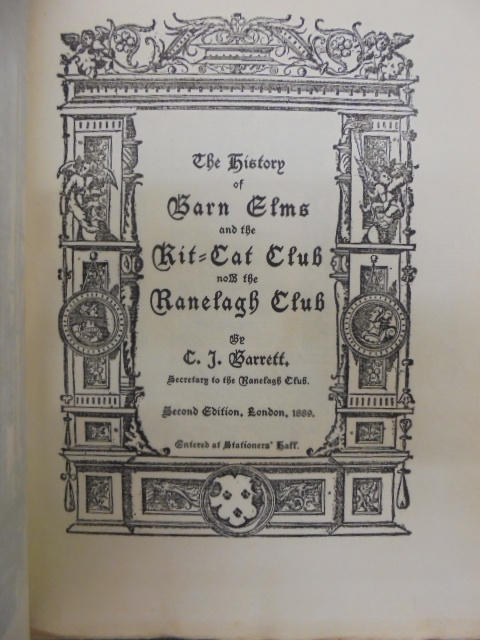 The History
of
Barn Elms
and the
Kit=Cat Club
now the
Ranelagh Club
By
C. J. Barrett,
Secretary to the Ranelagh Club.
Second Edition, London, 1889.
Entered at Stationers' Hall.